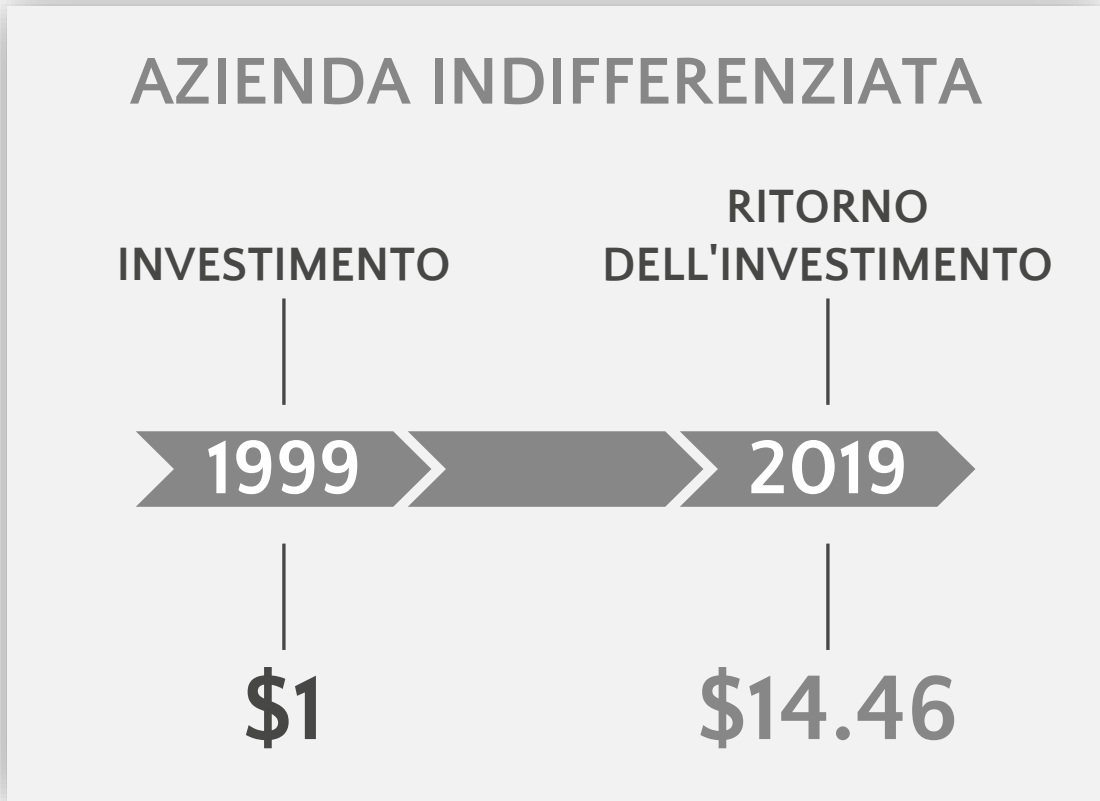 AZIENDA INDIFFERENZIATA
INVESTIMENTO
RITORNO
DELL'INVESTIMENTO
1999
2019
$1
$14.46